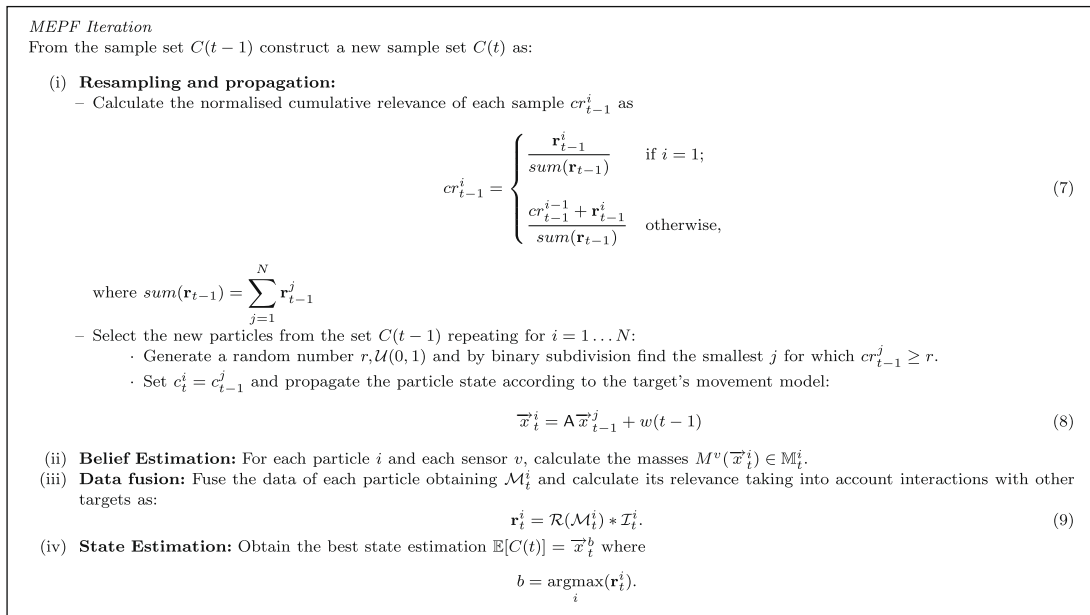 MEPF Iteration
From the sample set C(t − 1) construct a new sample set C(t) as:
(i) Resampling and propagation:
– Calculate the normalised cumulative relevance of each sample cr^i_{t−1} as
cr^i_{t−1} = { r^i_{t−1} / sum(r_{t−1}) if i = 1;
(cr^{i−1}_{t−1} + r^i_{t−1}) / sum(r_{t−1}) otherwise, (7)
where sum(r_{t−1}) = ∑_{j=1}^{N} r^j_{t−1}
– Select the new particles from the set C(t − 1) repeating for i = 1 . . . N:
· Generate a random number r, U(0, 1) and by binary subdivision find the smallest j for which cr^j_{t−1} ≥ r.
· Set c^i_t = c^j_{t−1} and propagate the particle state according to the target's movement model:
x⃗^i_t = A x⃗^j_{t−1} + w(t − 1) (8)
(ii) Belief Estimation: For each particle i and each sensor v, calculate the masses M^v(x⃗^i_t) ∈ 𝕄^i_t.
(iii) Data fusion: Fuse the data of each particle obtaining ℳ^i_t and calculate its relevance taking into account interactions with other
targets as:
r^i_t = ℛ(ℳ^i_t) ∗ ℐ^i_t. (9)
(iv) State Estimation: Obtain the best state estimation 𝔼[C(t)] = x⃗^b_t where
b = argmax(r^i_t).
i